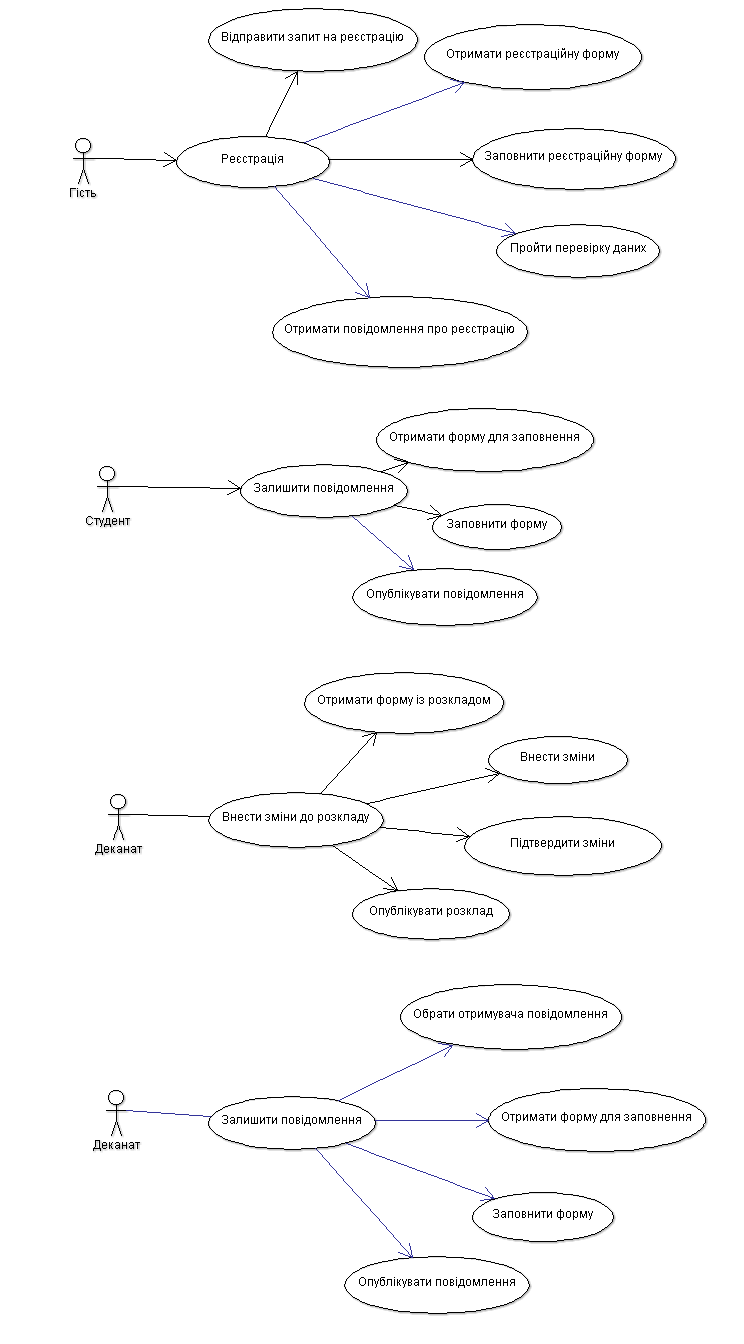 Відправити запит на реєстрацію
Отримати реєстраційну форму
Реєстрація
Заповнити реєстраційну форму
Гість
Пройти перевірку даних
Отримати повідомлення про реєстрацію
Отримати форму для заповнення
Залишити повідомлення
Студент
Заповнити форму
Опублікувати повідомлення
Отримати форму із розкладом
Внести зміни
Внести зміни до розкладу
Деканат
Підтвердити зміни
Опублікувати розклад
Обрати отримувача повідомлення
Залишити повідомлення
Отримати форму для заповнення
Деканат
Заповнити форму
Опублікувати повідомлення